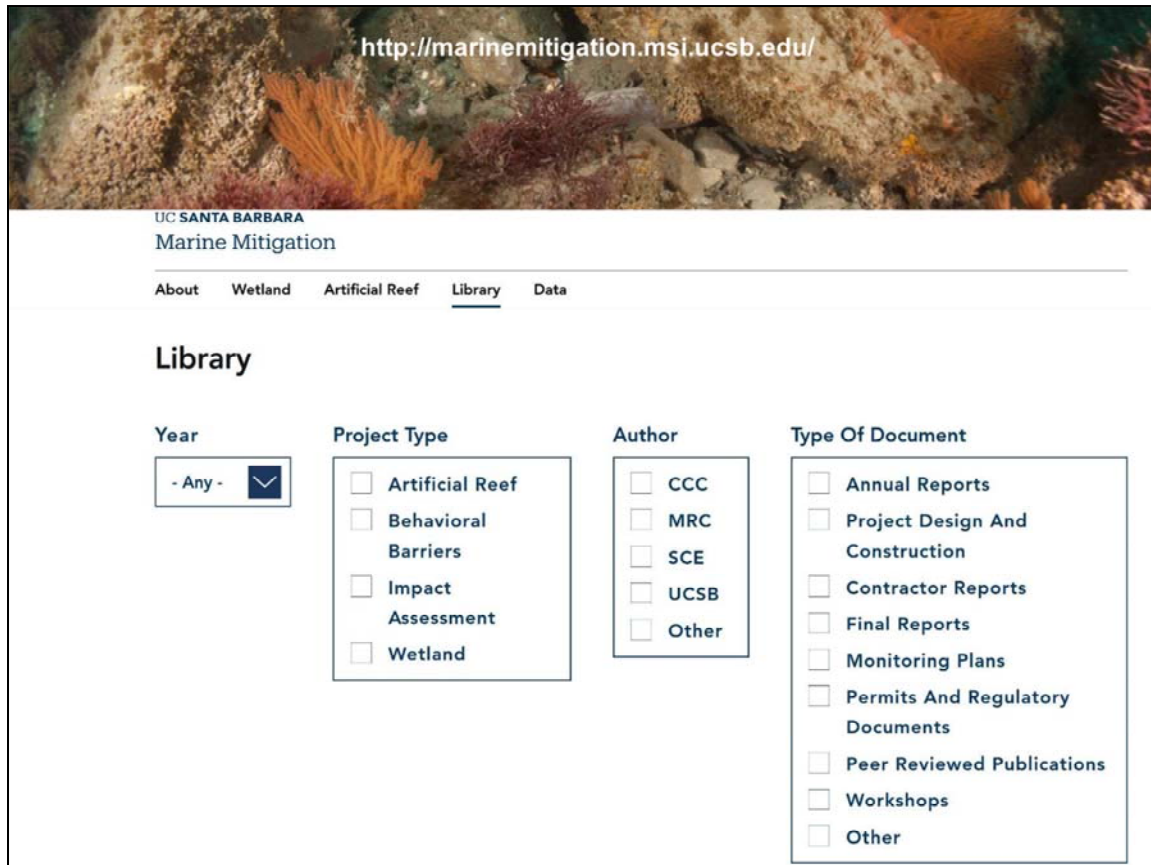 http://marinemitigation.msi.ucsb.edu/
UC SANTA BARBARA
Marine Mitigation
About Wetland Artificial Reef Library Data
Library
Year
- Any -
Project Type
Artificial Reef
Behavioral
Barriers
Impact
Assessment
Wetland
Author
CCC
MRC
SCE
UCSB
Other
Type Of Document
Annual Reports
Project Design And
Construction
Contractor Reports
Final Reports
Monitoring Plans
Permits And Regulatory
Documents
Peer Reviewed Publications
Workshops
Other